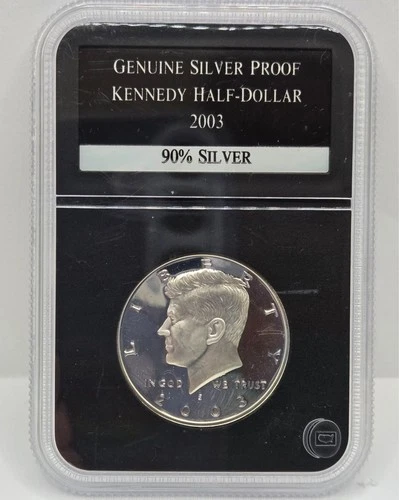 GENUINE SILVER PROOF
KENNEDY HALF-DOLLAR
2003
90% SILVER
LIBERTY
IN GOD WE TRUST
S
2003